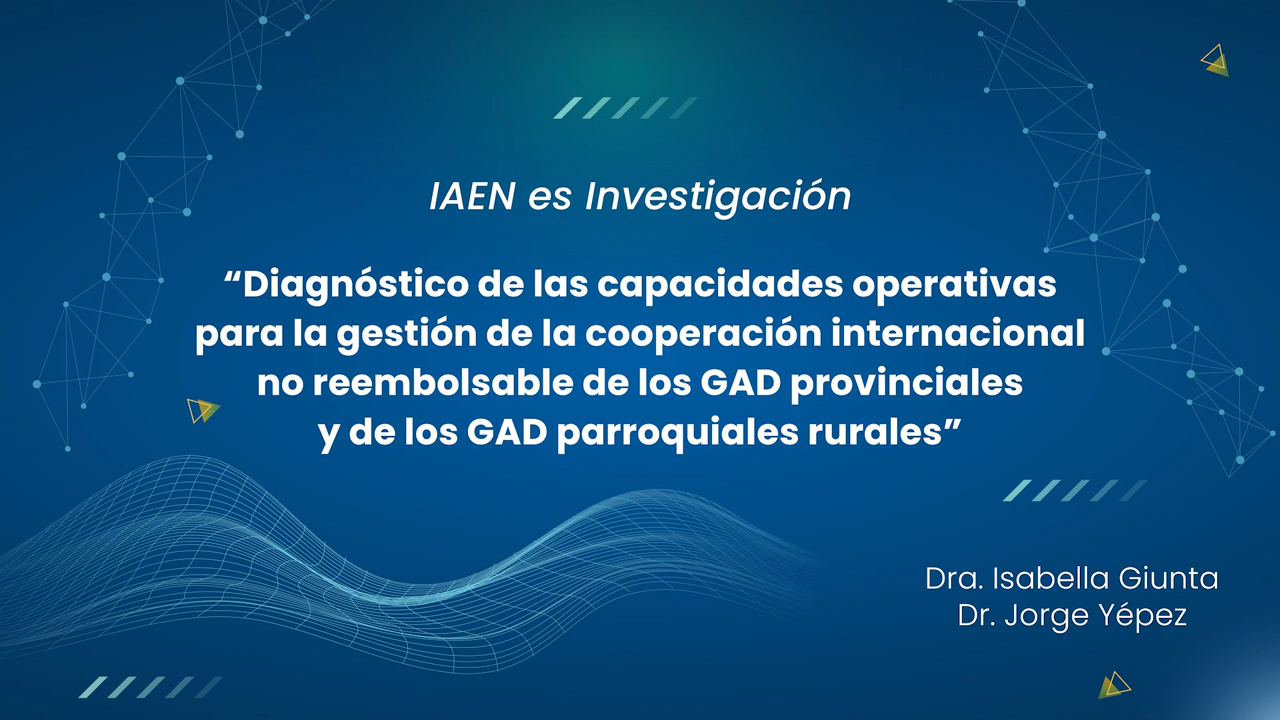 IAEN es Investigación
“Diagnóstico de las capacidades operativas
para la gestión de la cooperación internacional
no reembolsable de los GAD provinciales
y de los GAD parroquiales rurales”
Dra. Isabella Giunta
Dr. Jorge Yépez